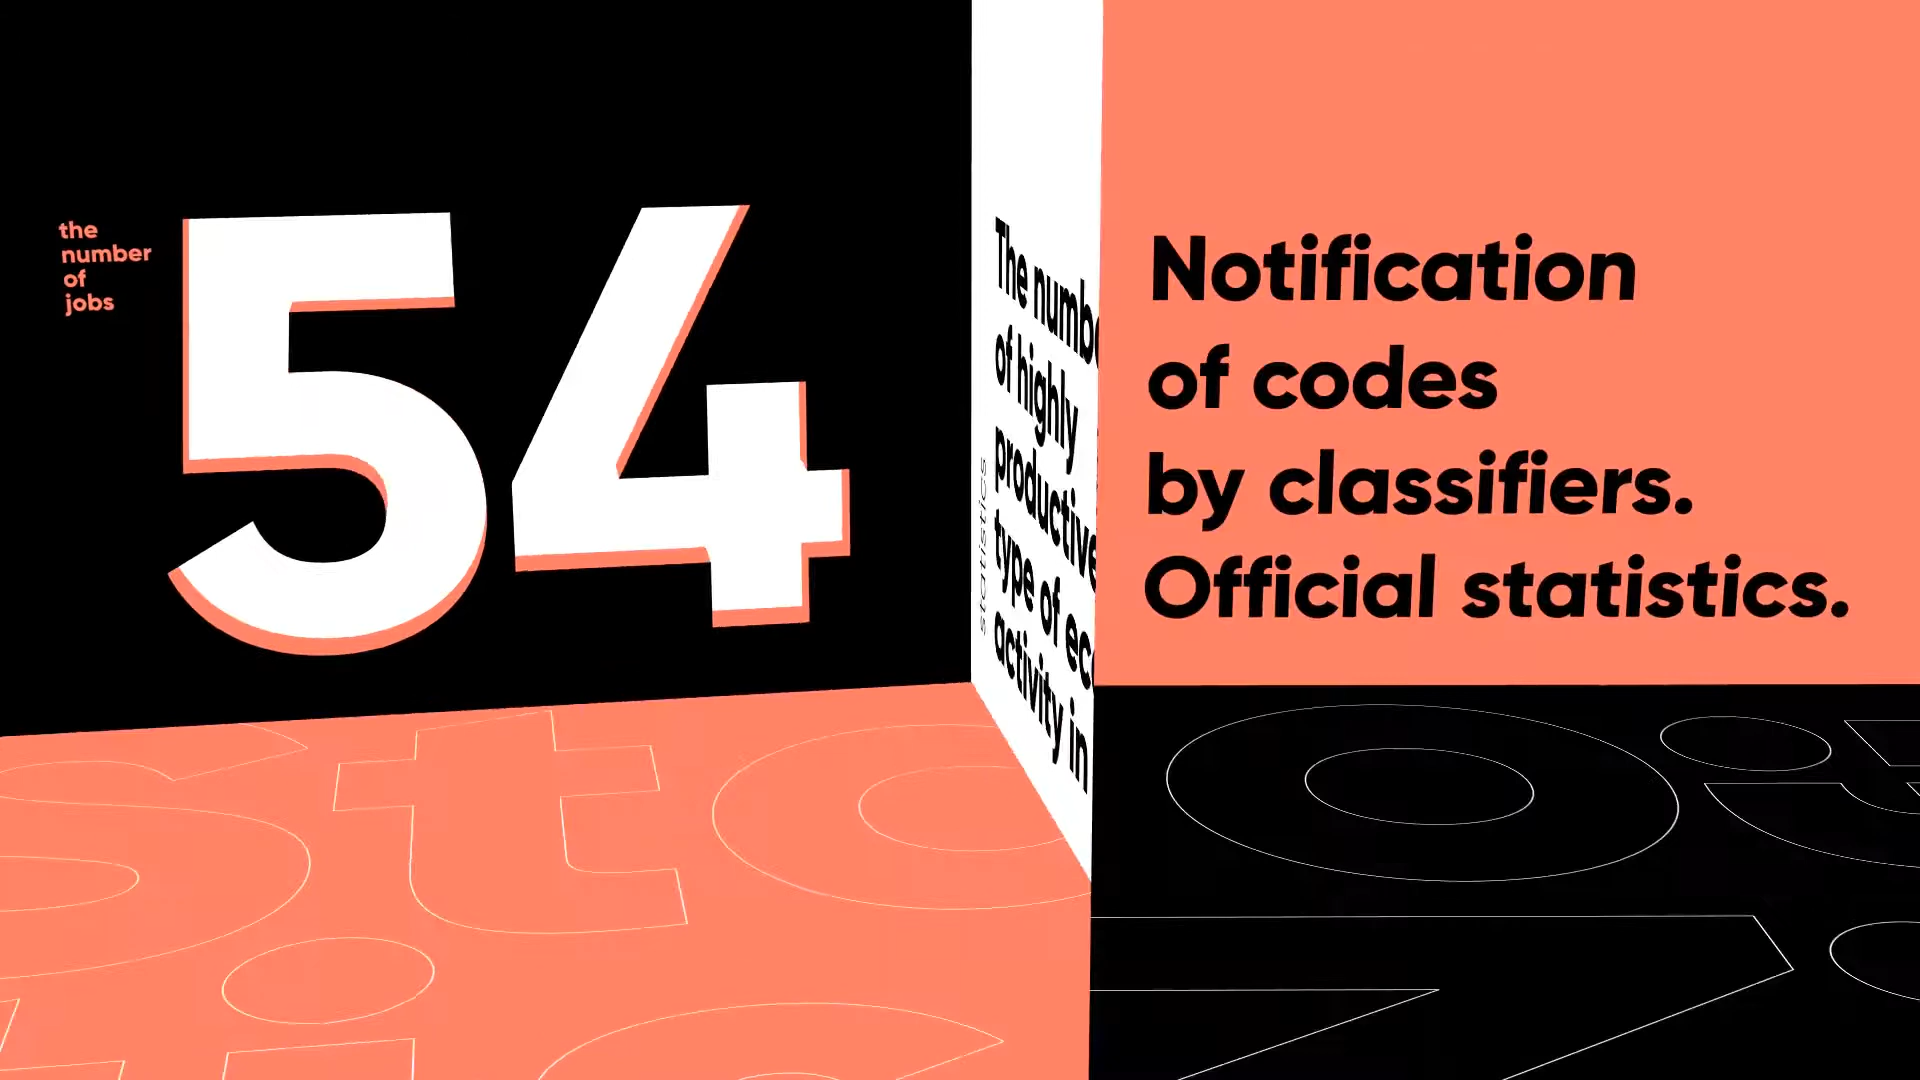 the
number
of
jobs
54
statistics
The numb
of highly
productive
type of ec
activity in
Notification
of codes
by classifiers.
Official statistics.